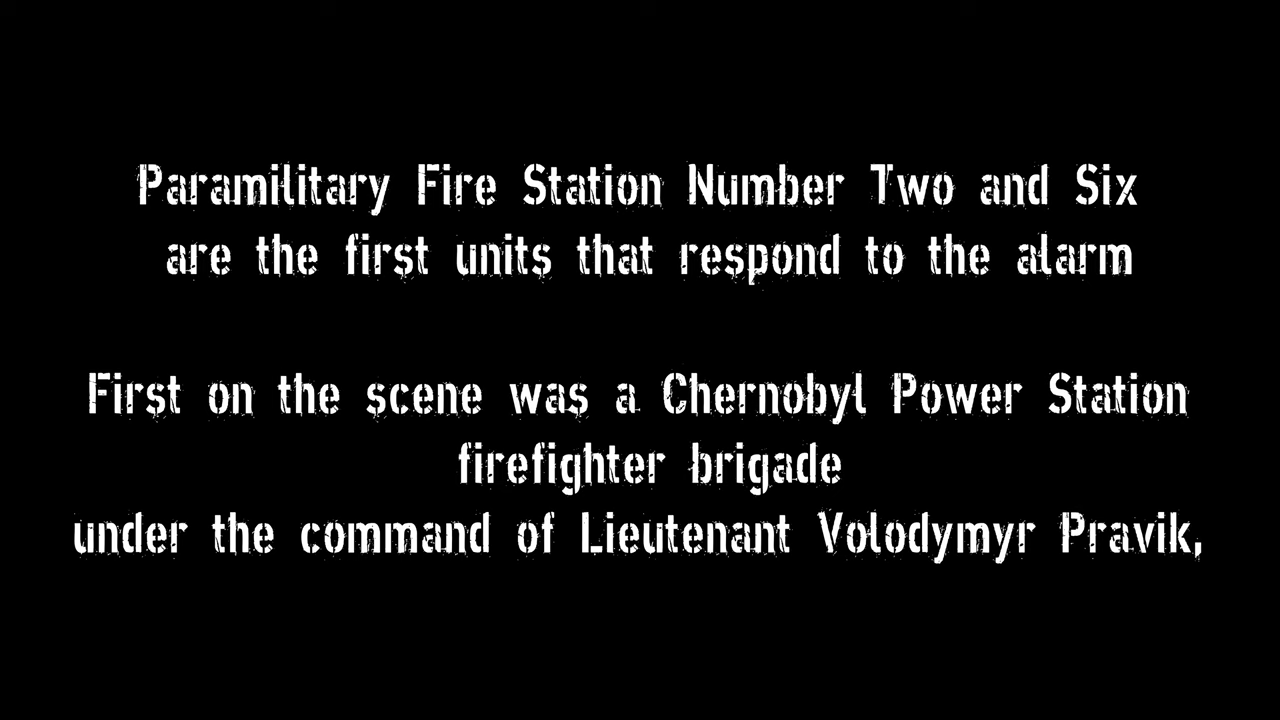 Paramilitary Fire Station Number Two and Six
are the first units that respond to the alarm
First on the scene was a Chernobyl Power Station
firefighter brigade
under the command of Lieutenant Volodymyr Pravik,